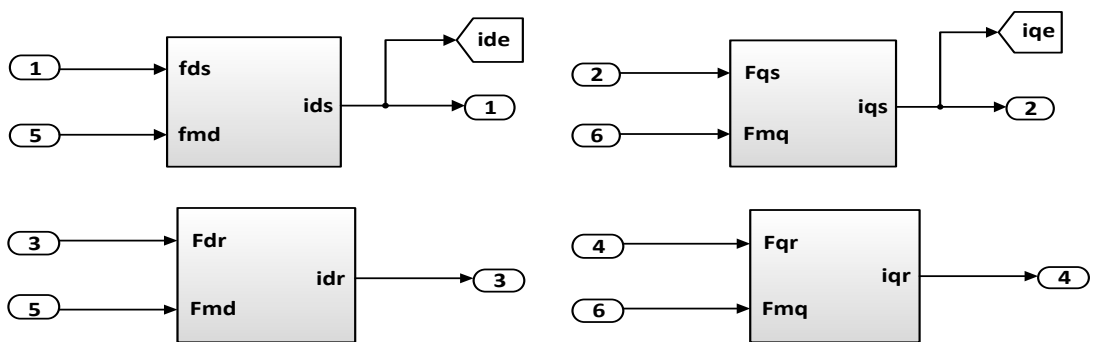 ide
1 fds
ids 1
5 fmd
iqe
2 Fqs
iqs 2
6 Fmq
3 Fdr
idr 3
5 Fmd
4 Fqr
iqr 4
6 Fmq